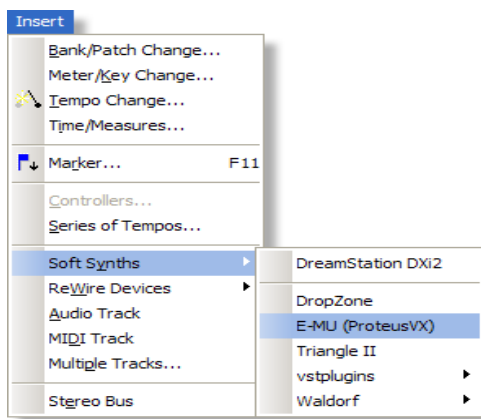 Insert
Bank/Patch Change...
Meter/Key Change...
Tempo Change...
Time/Measures...
Marker... F11
Controllers...
Series of Tempos...
Soft Synths
ReWire Devices
Audio Track
MIDI Track
Multiple Tracks...
Stereo Bus
DreamStation DXi2
DropZone
E-MU (ProteusVX)
Triangle II
vstplugins
Waldorf